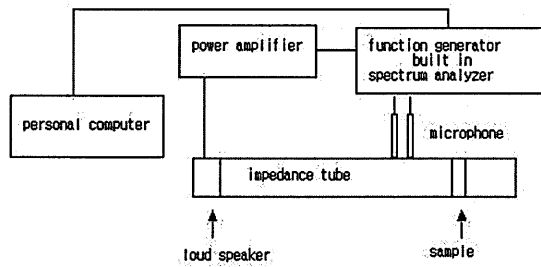 power amplifier
function generator
built in
spectrum analyzer
personal computer
microphone
impedance tube
loud speaker
sample